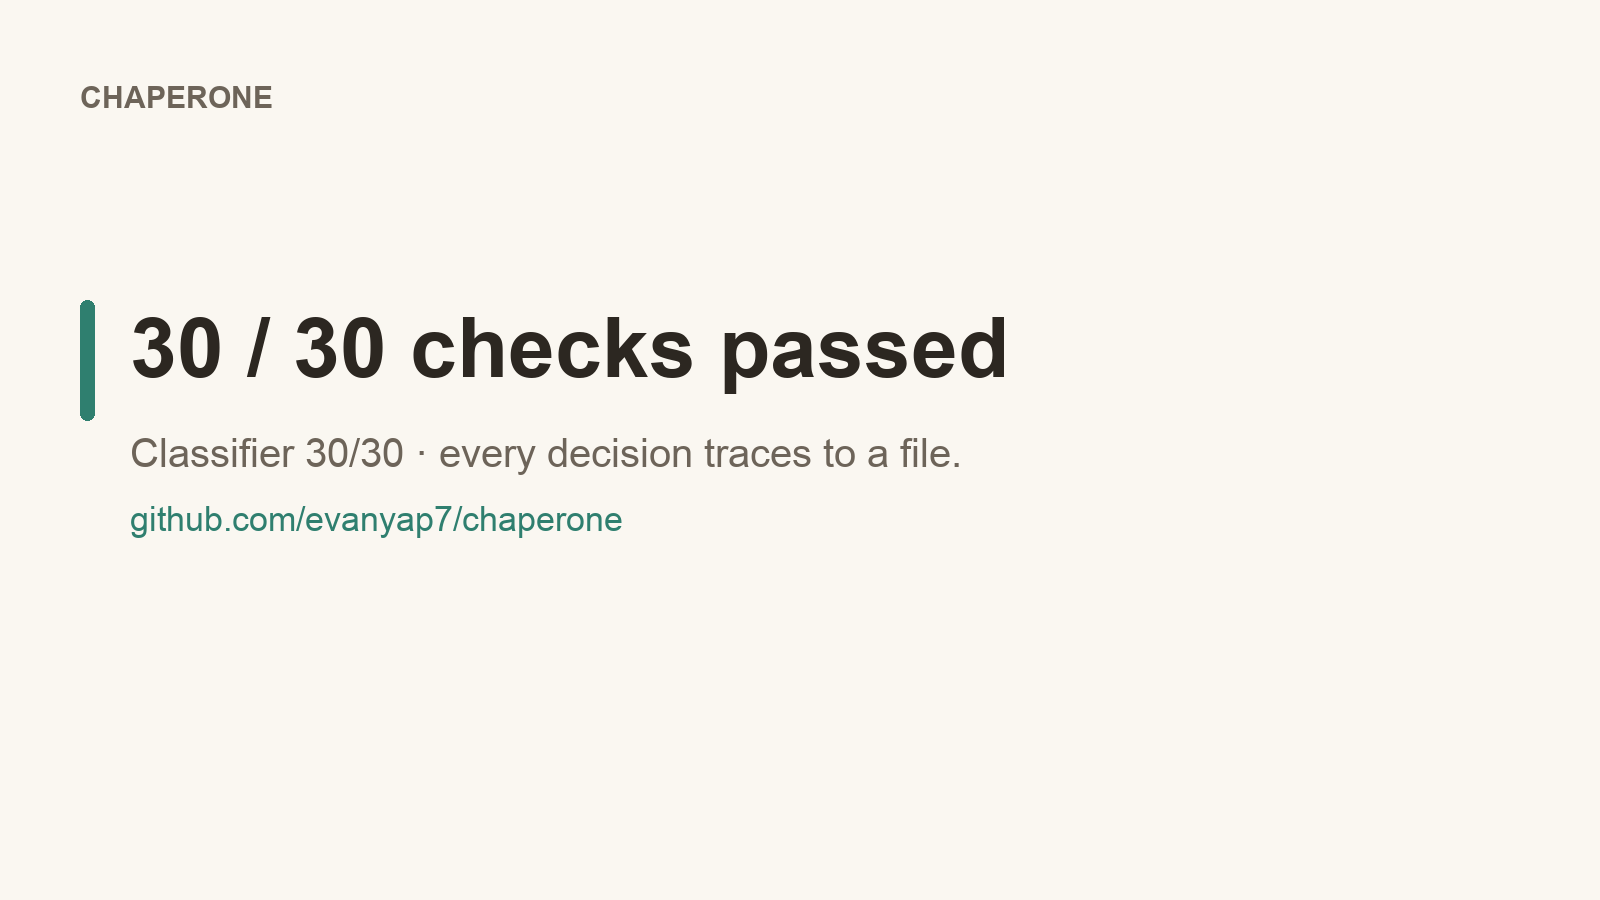 CHAPERONE
30 / 30 checks passed
Classifier 30/30 · every decision traces to a file.
github.com/evanyap7/chaperone